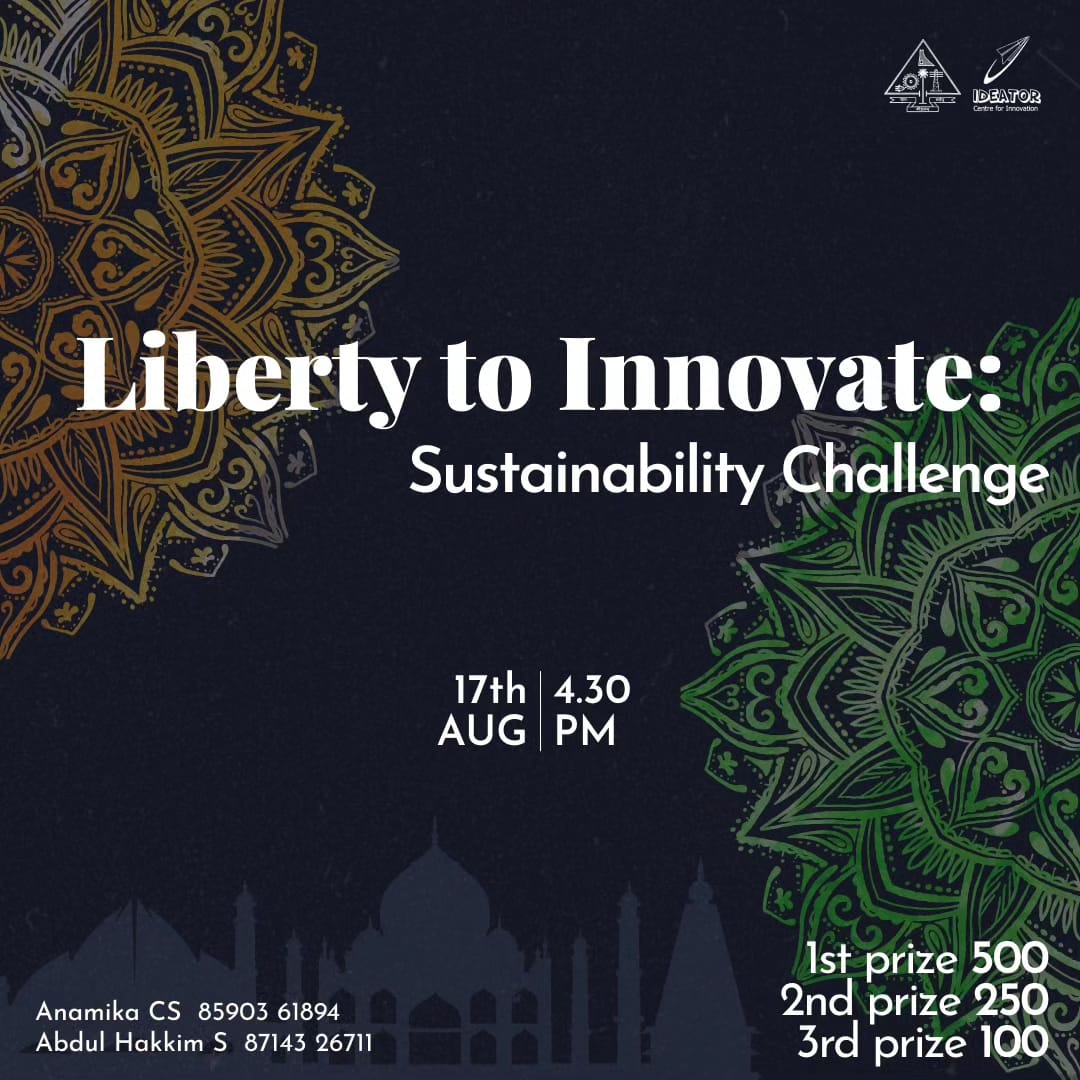 IDEATOR
Centre for Innovation
Liberty to Innovate:
Sustainability Challenge
17th
AUG
4.30
PM
1st prize 500
2nd prize 250
3rd prize 100
Anamika CS 85903 61894
Abdul Hakkim S 87143 26711